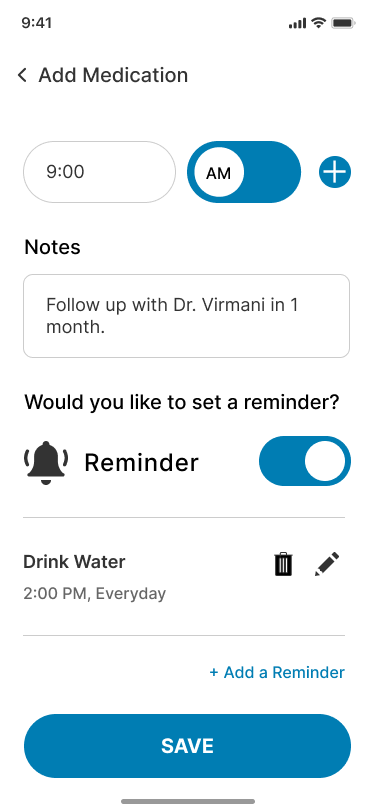 9:41
Add Medication
9:00
AM
Notes
Follow up with Dr. Virmani in 1
month.
Would you like to set a reminder?
Reminder
Drink Water
2:00 PM, Everyday
+ Add a Reminder
SAVE